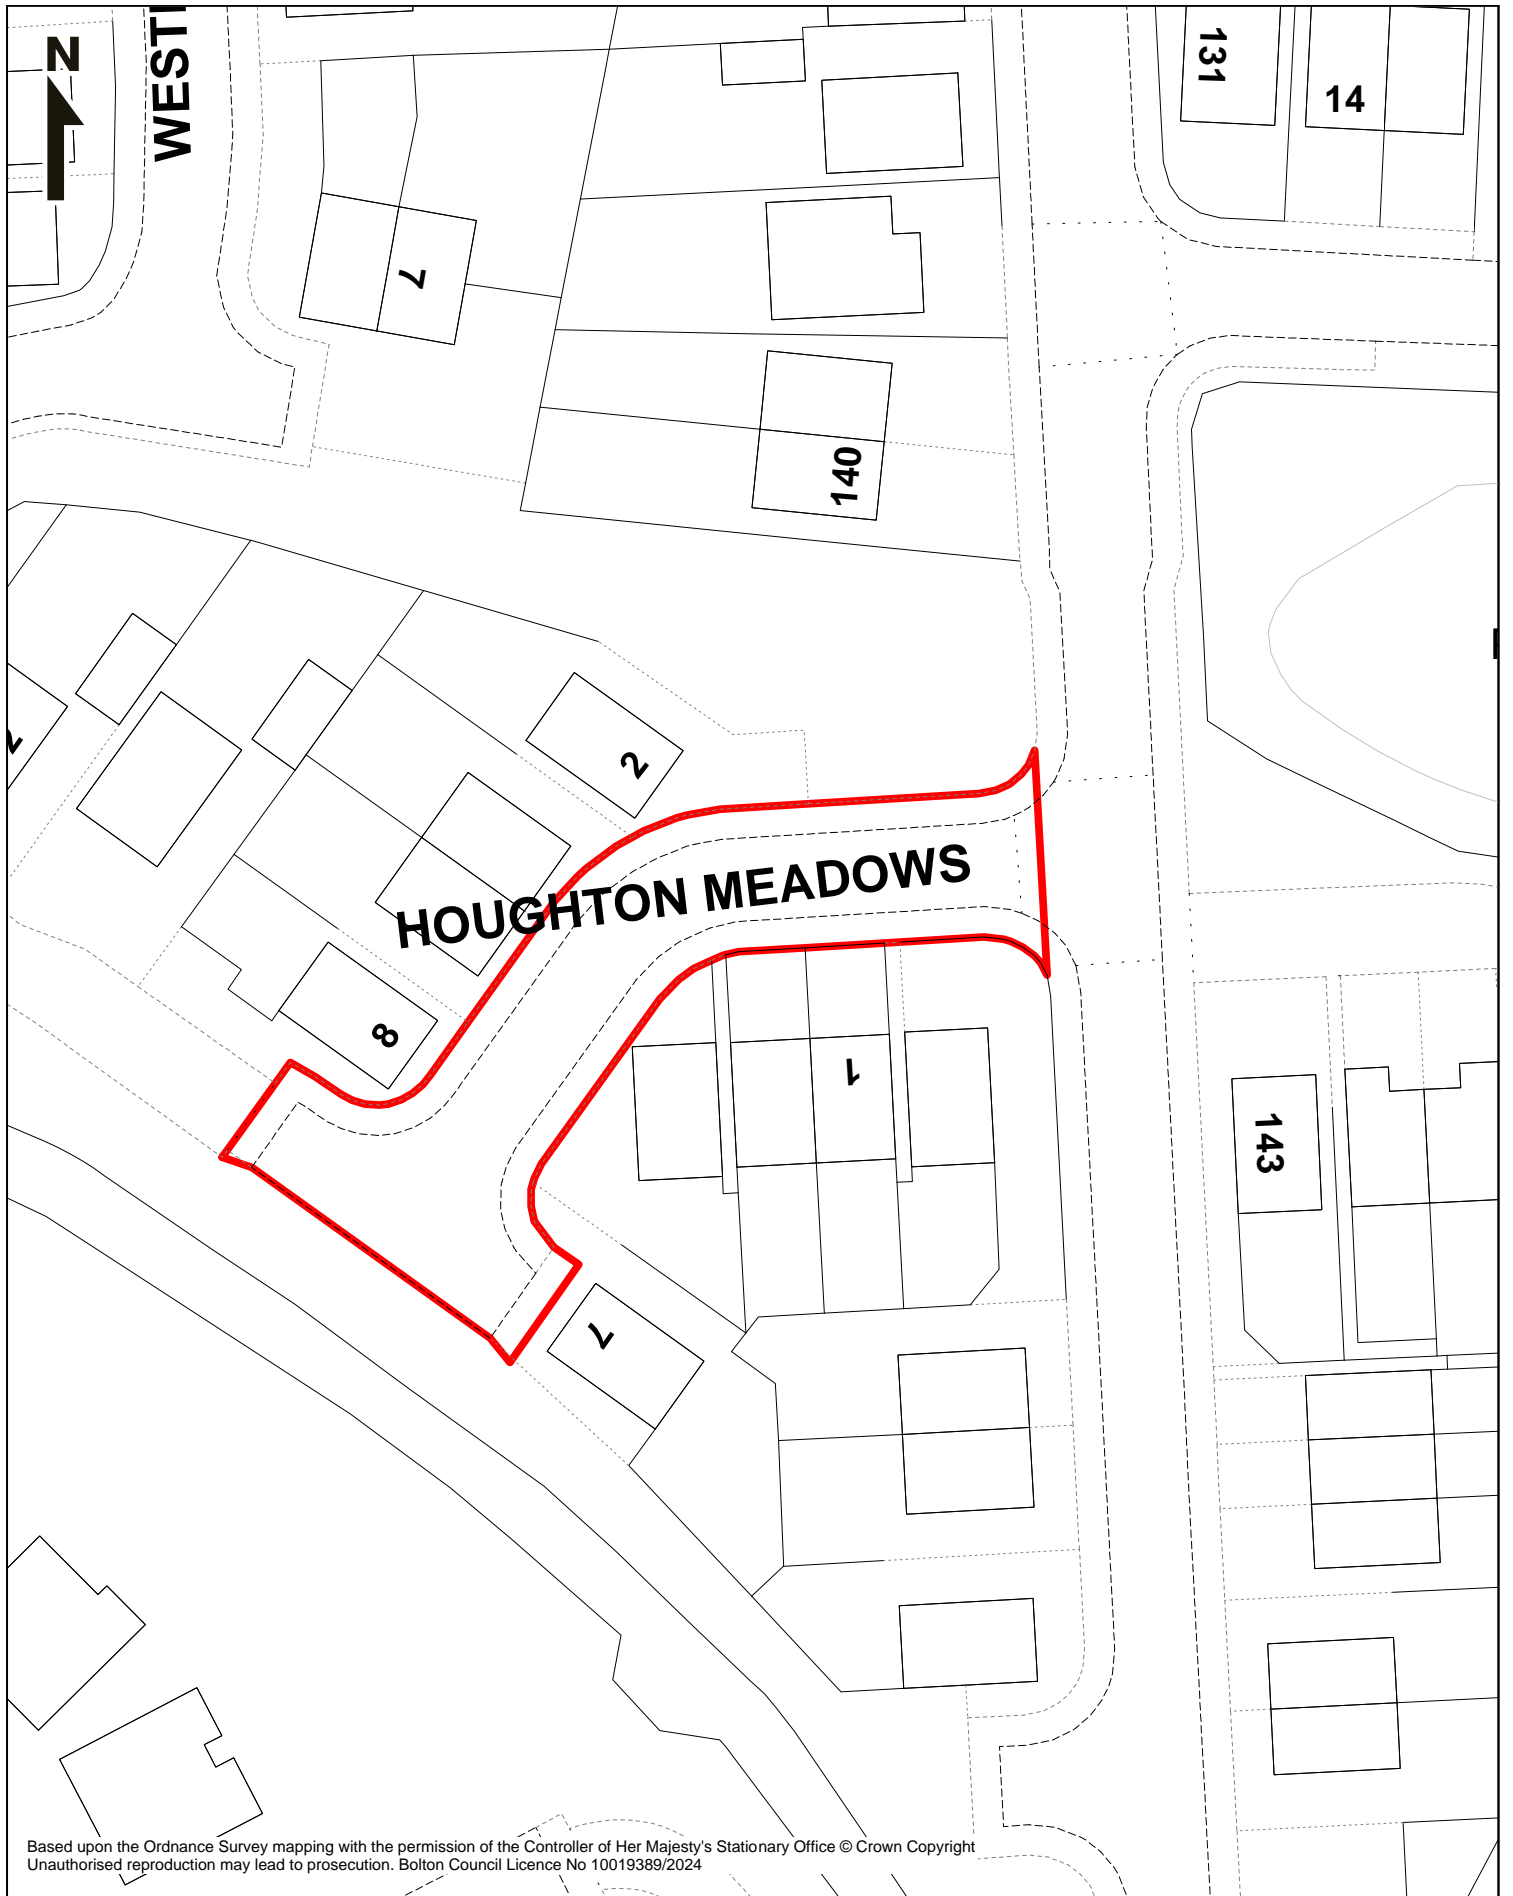 N
WESTI
131
14
7
140
2
2
HOUGHTON MEADOWS
8
1
143
7
Based upon the Ordnance Survey mapping with the permission of the Controller of Her Majesty's Stationary Office © Crown Copyright
Unauthorised reproduction may lead to prosecution. Bolton Council Licence No 10019389/2024